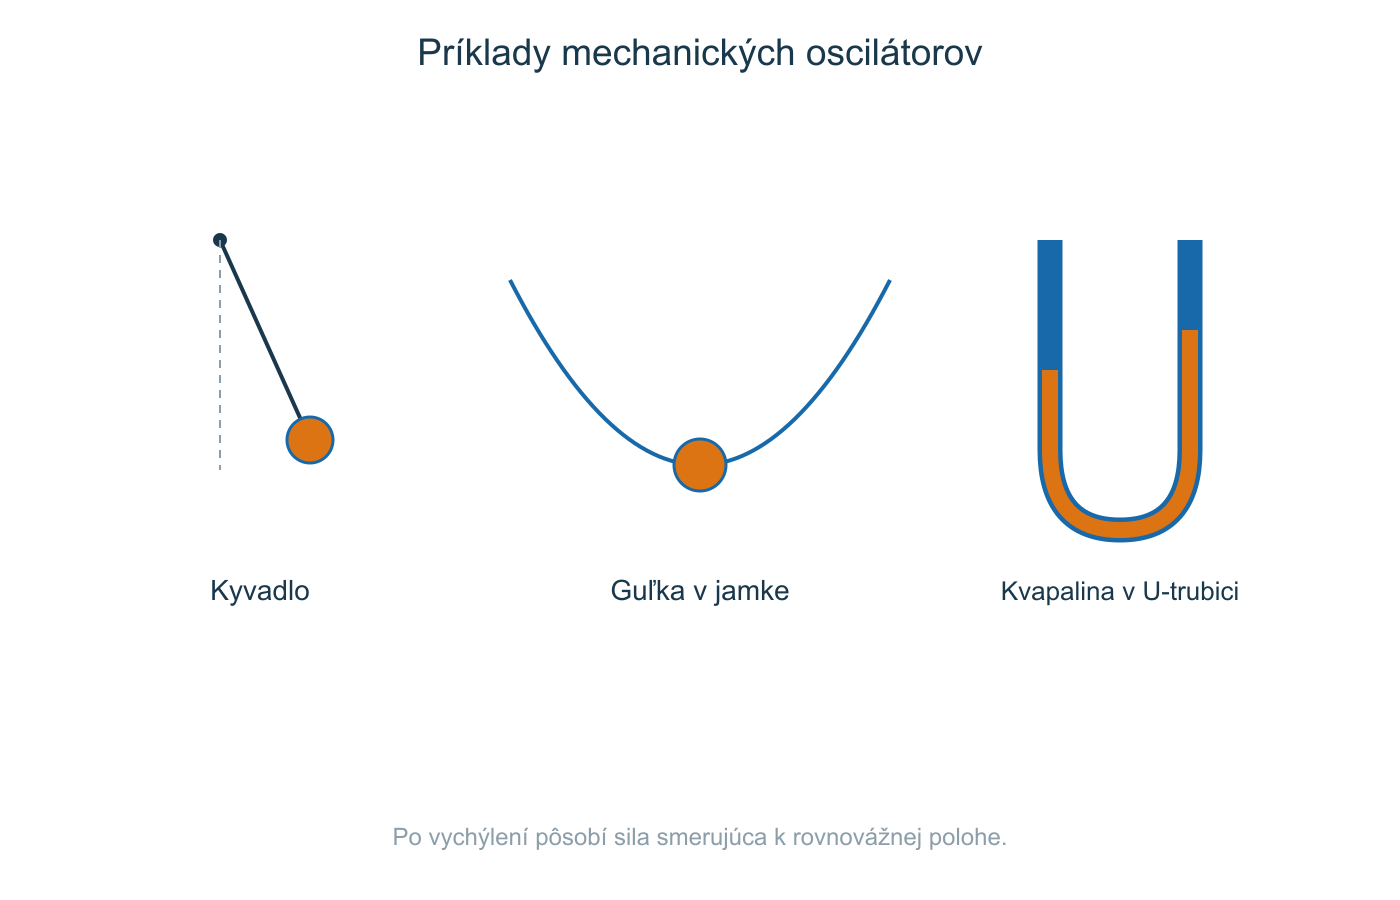 Príklady mechanických oscilátorov
Kyvadlo
Guľka v jamke
Kvapalina v U-trubici
Po vychýlení pôsobí sila smerujúca k rovnovážnej polohe.